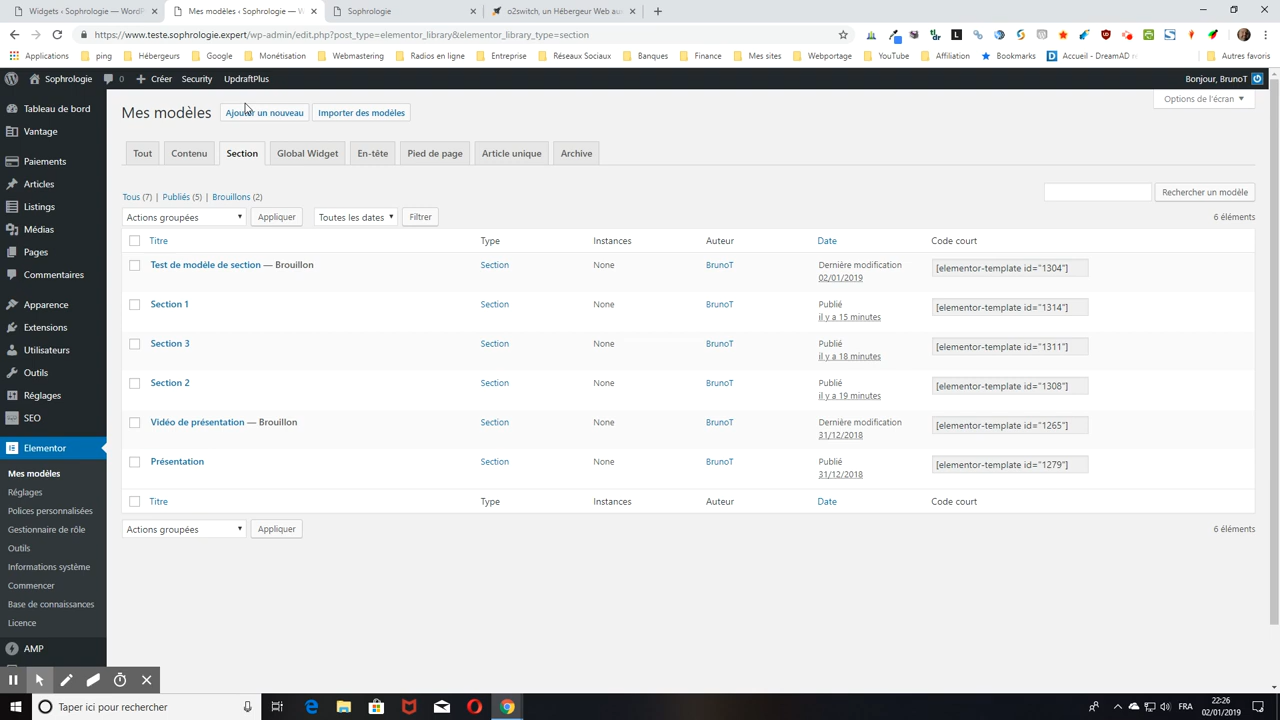 Widgets ‹ Sophrologie — WordP
Mes modèles ‹ Sophrologie — W
Sophrologie
o2switch, un Hébergeur Web au
https://www.teste.sophrologie.expert/wp-admin/edit.php?post_type=elementor_library&elementor_library_type=section
Applications
ping
Hébergeurs
Google
Monétisation
Webmastering
Radios en ligne
Entreprise
Réseaux Sociaux
Banques
Finance
Mes sites
Webportage
YouTube
Affiliation
Bookmarks
Accueil - DreamAD re
Autres favoris
Sophrologie
0
Créer
Security
UpdraftPlus
Bonjour, BrunoT
Tableau de bord
Vantage
Paiements
Articles
Listings
Médias
Pages
Commentaires
Apparence
Extensions
Utilisateurs
Outils
Réglages
SEO
Elementor
Mes modèles
Réglages
Polices personnalisées
Gestionnaire de rôle
Outils
Informations système
Commencer
Base de connaissances
Licence
AMP
Mes modèles
Ajouter un nouveau
Importer des modèles
Options de l'écran
Tout
Contenu
Section
Global Widget
En-tête
Pied de page
Article unique
Archive
Tous (7) | Publiés (5) | Brouillons (2)
Rechercher un modèle
Actions groupées
Appliquer
Toutes les dates
Filtrer
6 éléments
Titre Type Instances Auteur Date Code court
Test de modèle de section — Brouillon Section None BrunoT Dernière modification [elementor-template id="1304"]
02/01/2019
Section 1 Section None BrunoT Publié [elementor-template id="1314"]
il y a 15 minutes
Section 3 Section None BrunoT Publié [elementor-template id="1311"]
il y a 18 minutes
Section 2 Section None BrunoT Publié [elementor-template id="1308"]
il y a 19 minutes
Vidéo de présentation — Brouillon Section None BrunoT Dernière modification [elementor-template id="1265"]
31/12/2018
Présentation Section None BrunoT Publié [elementor-template id="1279"]
31/12/2018
Titre Type Instances Auteur Date Code court
Actions groupées
Appliquer
6 éléments
Taper ici pour rechercher
FRA
22:26
02/01/2019